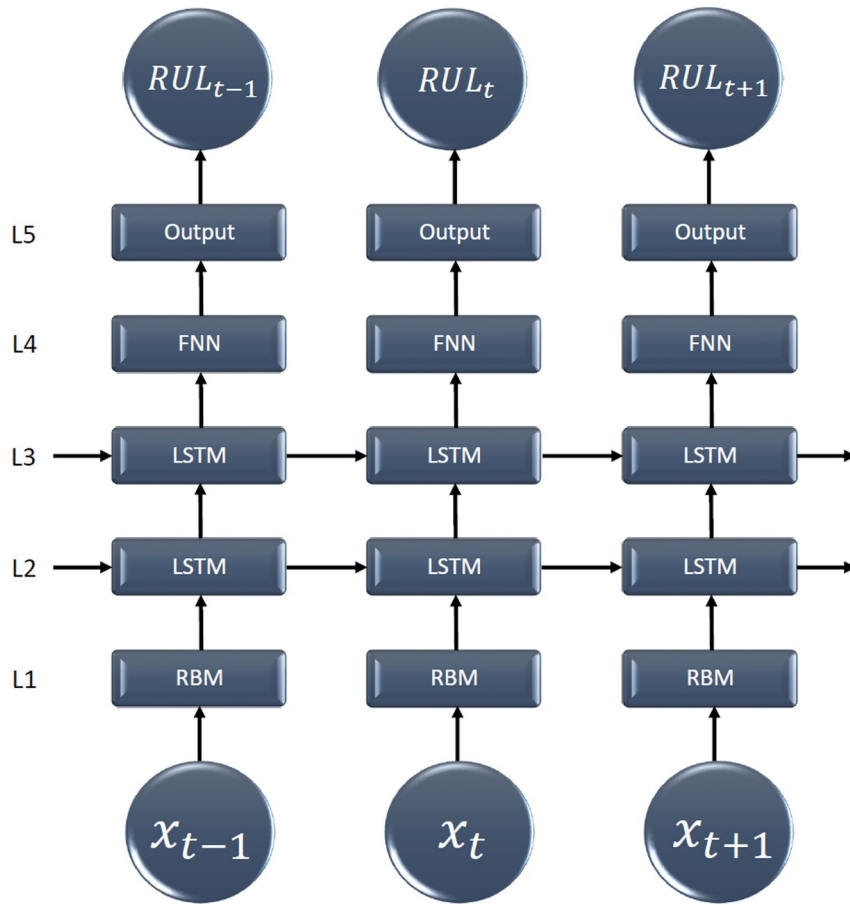 RUL_{t-1} RUL_t RUL_{t+1}
L5 Output Output Output
L4 FNN FNN FNN
L3 LSTM LSTM LSTM
L2 LSTM LSTM LSTM
L1 RBM RBM RBM
x_{t-1} x_t x_{t+1}